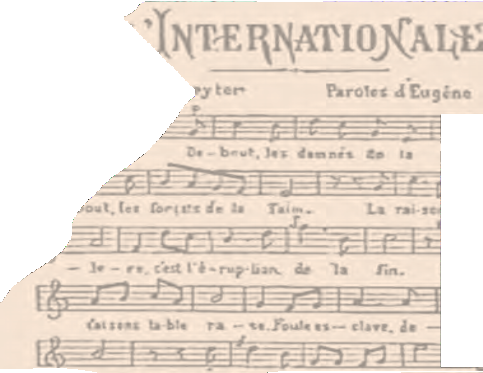 'INTERNATIONALE
eyter Paroles d'Eugène
De - bout, les damnés de la
bout, les forçats de la faim. La rai-so
- le - re, c'est l'é - rup-tion de la fin.
faisons ta-ble ra - se, Foule es - clave, de -